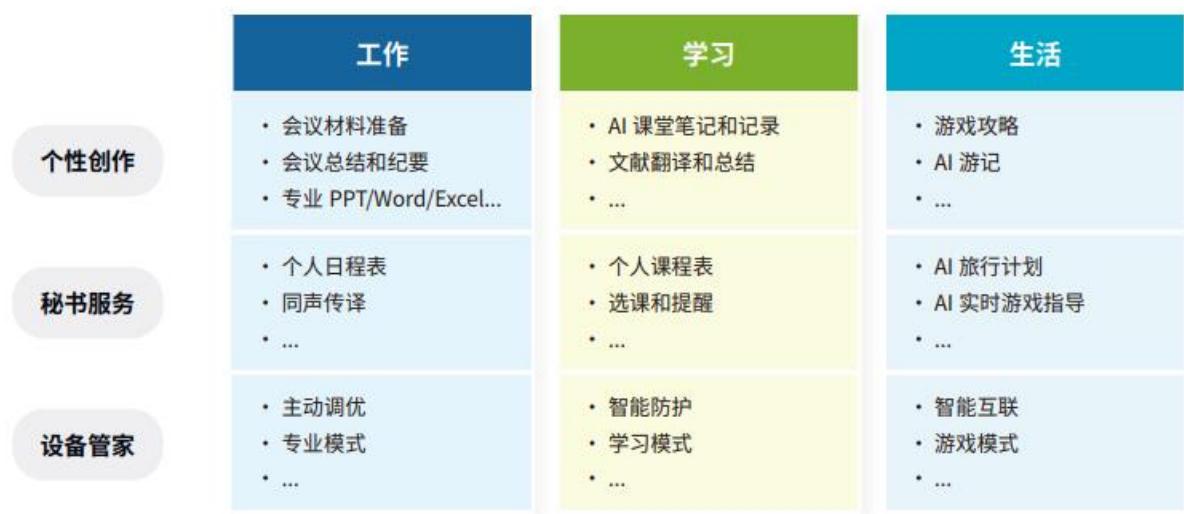 工作
学习
生活
个性创作
· 会议材料准备
· 会议总结和纪要
· 专业 PPT/Word/Excel...
· AI 课堂笔记和记录
· 文献翻译和总结
· ...
· 游戏攻略
· AI 游记
· ...
秘书服务
· 个人日程表
· 同声传译
· ...
· 个人课程表
· 选课和提醒
· ...
· AI 旅行计划
· AI 实时游戏指导
· ...
设备管家
· 主动调优
· 专业模式
· ...
· 智能防护
· 学习模式
· ...
· 智能互联
· 游戏模式
· ...